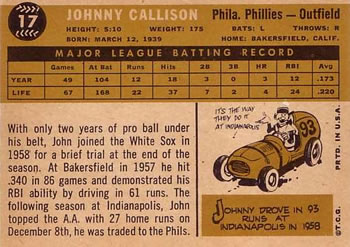 17
JOHNNY CALLISON Phila. Phillies — Outfield
HEIGHT: 5:10 WEIGHT: 175 BATS: L THROWS: R
BORN: MARCH 12, 1939 HOME: BAKERSFIELD, CALIF.
MAJOR LEAGUE BATTING RECORD
Games At Bat Runs Hits 2B 3B H.R. RBI Avg.
YEAR 49 104 12 18 3 0 3 12 .173
LIFE 67 168 22 37
With only two years of pro ball under
his belt, John joined the White Sox in
1958 for a brief trial at the end of the
season. At Bakersfield in 1957 he hit
.340 in 86 games and demonstrated his
RBI ability by driving in 61 runs. The
following season at Indianapolis, John
topped the A.A. with 27 home runs on
December 8th, he was traded to the Phils.
IT'S THE WAY
THEY DO IT
AT INDIANAPOLIS
93
JOHNNY DROVE IN 93
RUNS AT
INDIANAPOLIS IN 1958
©T.C.G. PRTD. IN U.S.A.